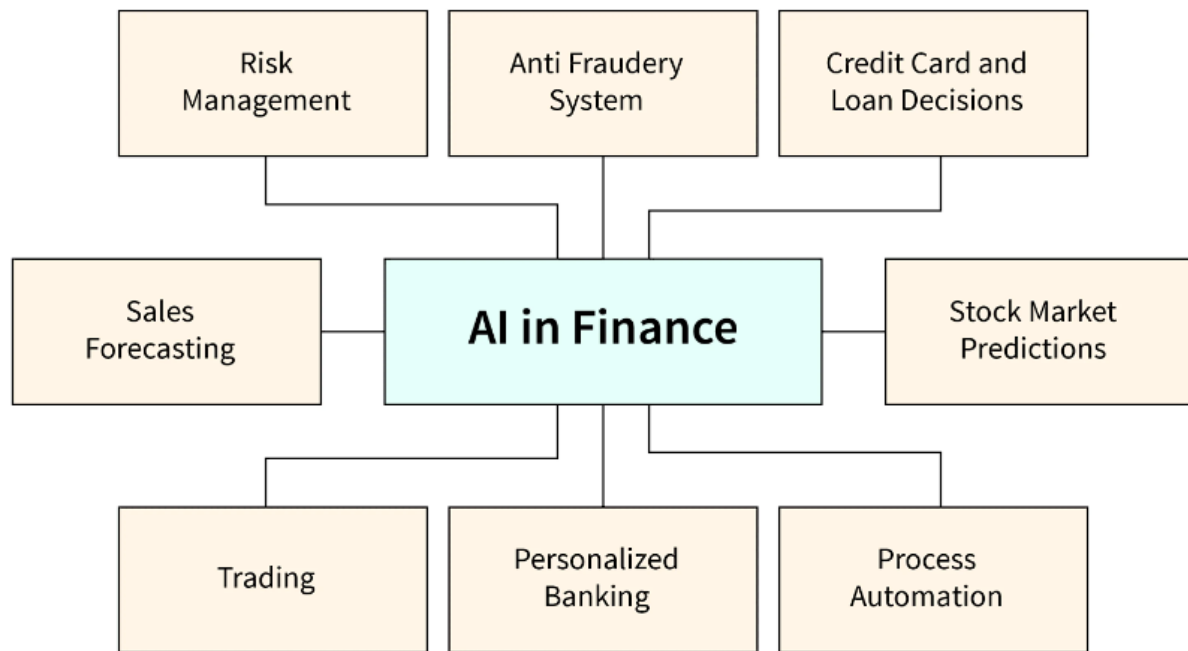 Risk
Management
Anti Fraudery
System
Credit Card and
Loan Decisions
Sales
Forecasting
AI in Finance
Stock Market
Predictions
Trading
Personalized
Banking
Process
Automation